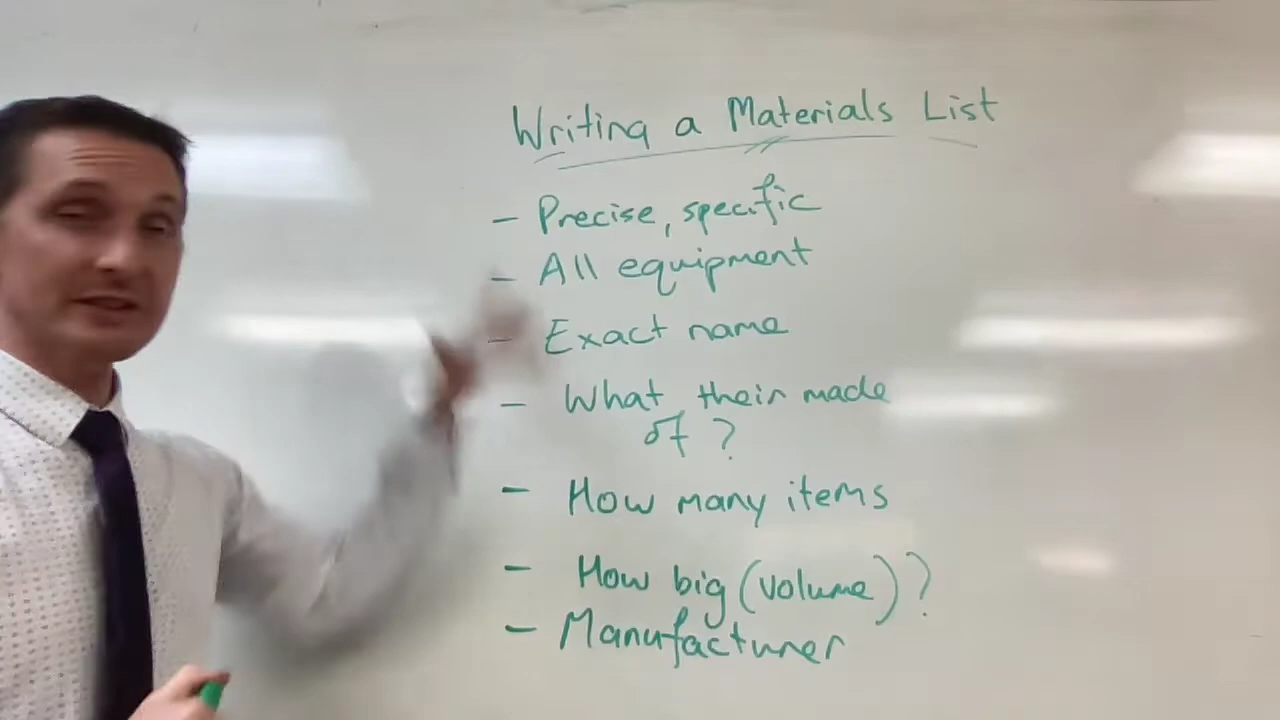 Writing a Materials List
- Precise, specific
- All equipment
- Exact name
- What their made
of ?
- How many items
- How big (volume)?
- Manufacturer